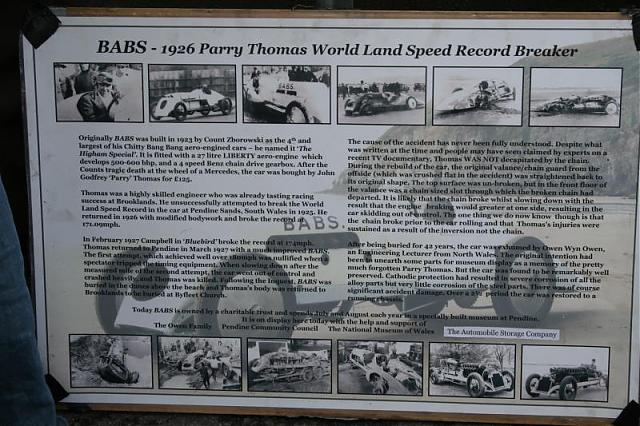 BABS - 1926 Parry Thomas World Land Speed Record Breaker
Originally BABS was built in 1923 by Count Zborowski as the 4th and
largest of his Chitty Bang Bang aero-engined cars – he named it 'The
Higham Special'. It is fitted with a 27 litre LIBERTY aero-engine which
develops 500-600 bhp, and a 4 speed Benz chain drive gearbox. After the
Counts tragic death at the wheel of a Mercedes, the car was bought by John
Godfrey 'Parry' Thomas for £125.
Thomas was a highly skilled engineer who was already tasting racing
success at Brooklands. He unsuccessfully attempted to break the World
Land Speed Record in the car at Pendine Sands, South Wales in 1925. He
returned in 1926 with modified bodywork and broke the record at
171.09mph.
In February 1927 Campbell in 'Bluebird' broke the record at
Thomas returned to Pendine in March 1927 with a much improved BABS.
The first attempt, which achieved well over was nullified when a
spectator tripped the timing equipment. When slowing down after the
measured mile of the second attempt, the car went out of control and
crashed heavily, and Thomas was killed. Following the inquest, BABS was
buried in the dunes above the beach and Thomas's body was returned to
Brooklands to be buried at Byfleet Church.
The cause of the accident has never been fully understood. Despite what
was written at the time and people may have seen claimed by experts on a
recent TV documentary, Thomas WAS NOT decapitated by the chain.
During the rebuild of the car, the original valance/chain guard from the
offside (which was crushed flat in the accident) was straightened back to
its original shape. The top surface was un-broken, but in the front floor of
the valance was a chain sized slot through which the broken chain had
departed. It is likely that the chain broke whilst slowing down with the
result that the engine braking would greater at one side, resulting in the
car skidding out of control. The one thing we do now know though is that
the chain broke prior to the car rolling and that Thomas's injuries were
sustained as a result of the inversion not the chain.
After being buried for 42 years, the car was exhumed by Owen Wyn Owen,
an Engineering Lecturer from North Wales. The original intention had
been to unearth some parts for museum display as a memory of the pretty
much forgotten Parry Thomas. But the car was found to be remarkably well
preserved. Catholic protection had resulted in severe corrosion of all the
alloy parts but very little corrosion of the steel parts. There was of course
significant accident damage. Over a 2½ period the car was restored to a
running
Today BABS is owned by a charitable trust and spends July and August each year in a specially built museum at Pendine.
It is on display here today with the help and support of
The Owen Family Pendine Community Council The National Museum of Wales The Automobile Storage Company
BABS.